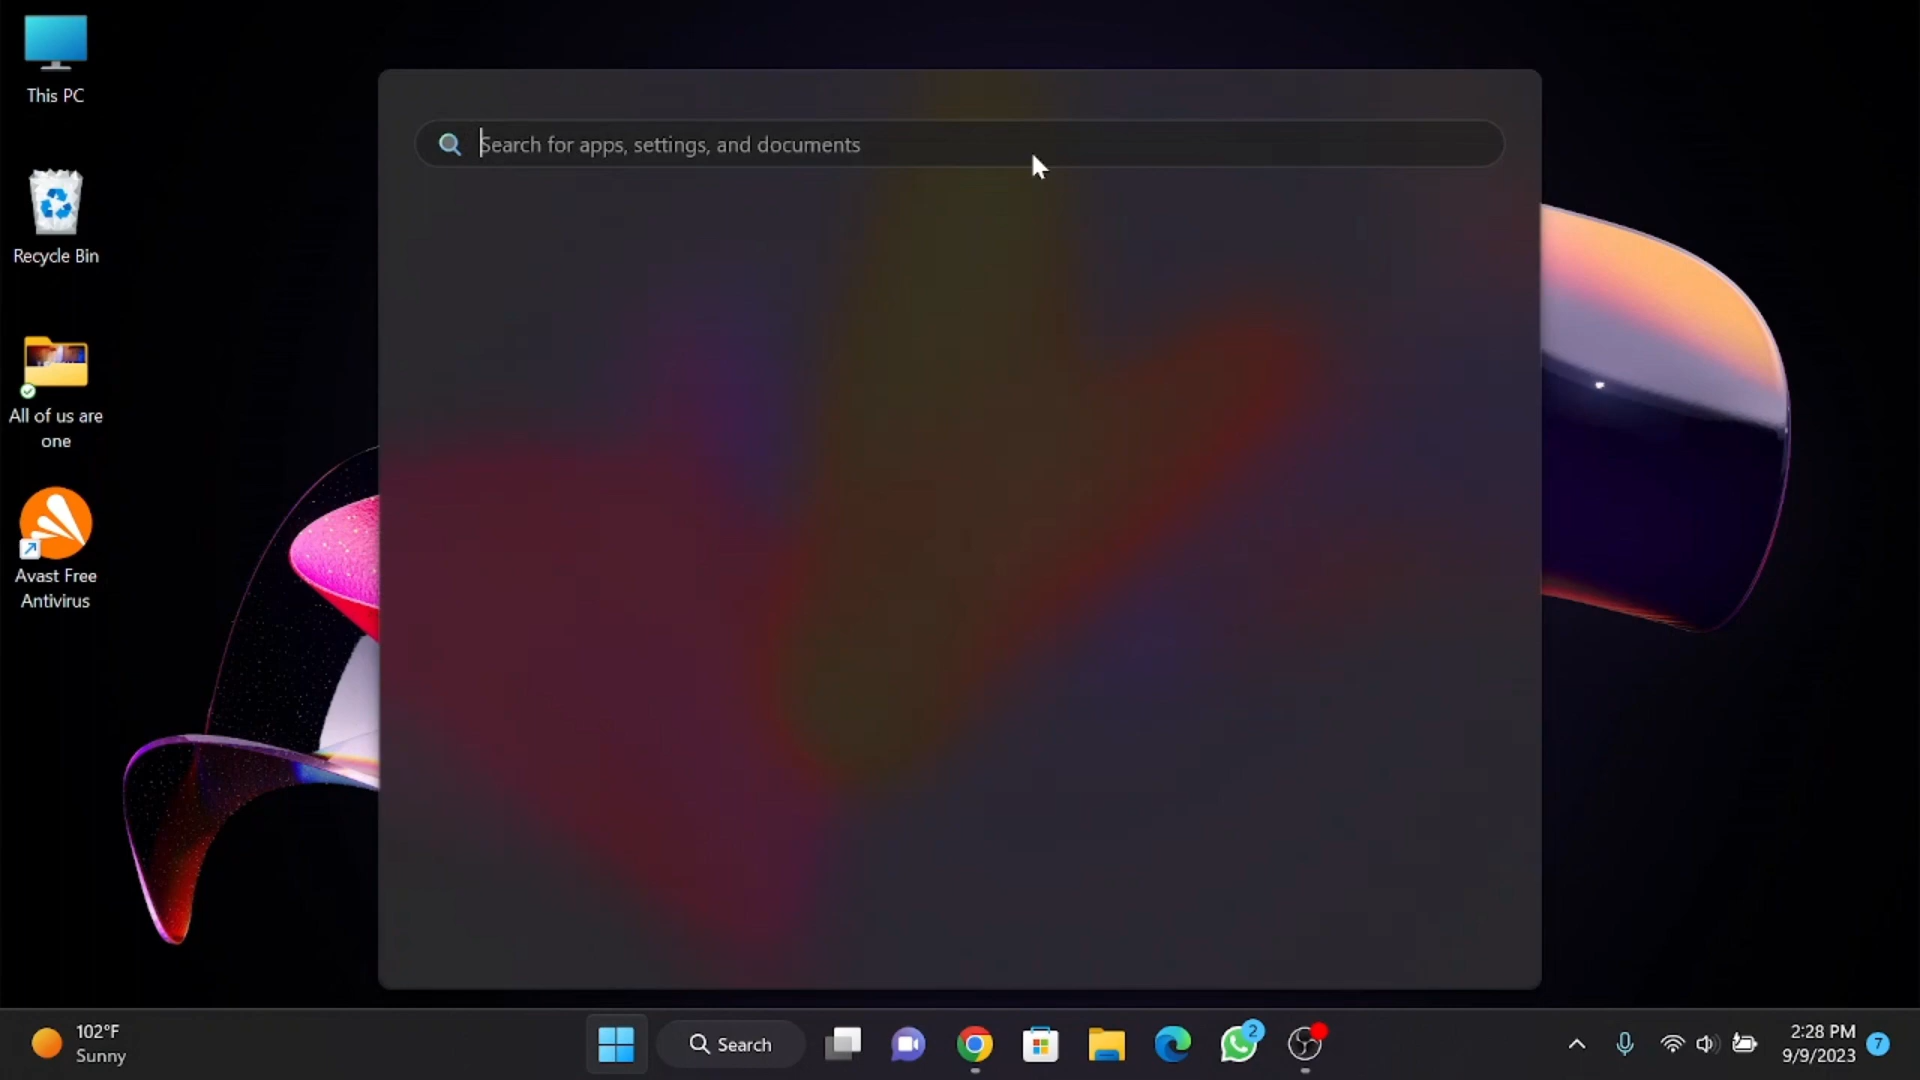 This PC
Recycle Bin
All of us are
one
Avast Free
Antivirus
Search for apps, settings, and documents
102°F
Sunny
Search
2
2:28 PM
9/9/2023
7